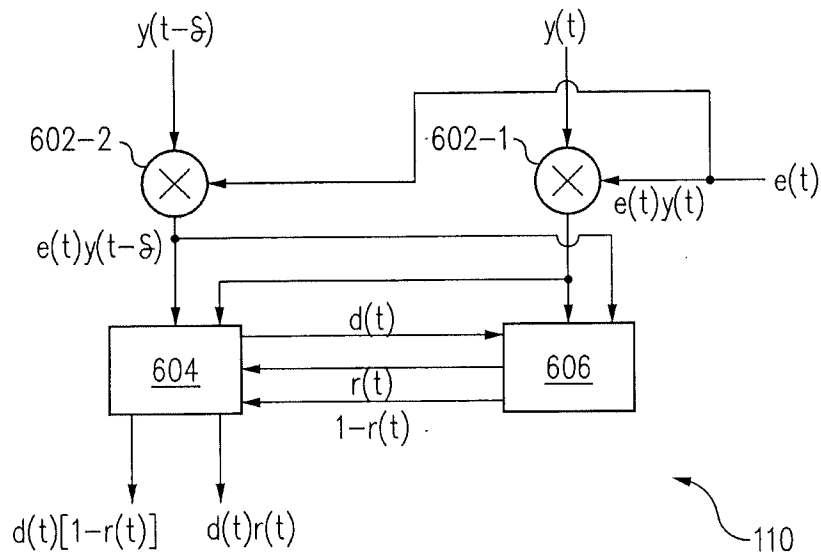 y(t-δ)
y(t)
602-2
602-1
e(t)
e(t)y(t)
e(t)y(t-δ)
d(t)
604
606
r(t)
1-r(t)
d(t)[1-r(t)]
d(t)r(t)
110